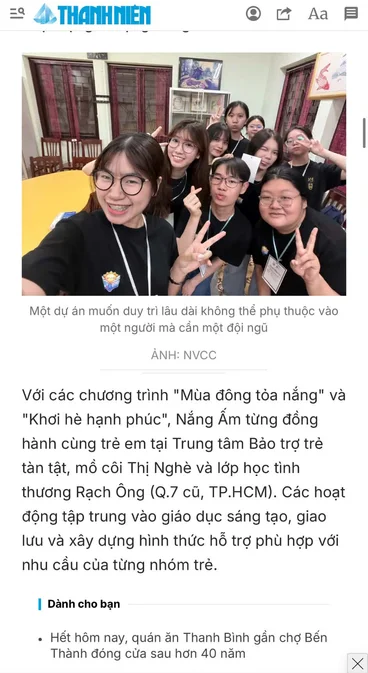 THANH NIÊN
Aa
Một dự án muốn duy trì lâu dài không thể phụ thuộc vào
một người mà cần một đội ngũ
ẢNH: NVCC
Với các chương trình "Mùa đông tỏa nắng" và
"Khơi hè hạnh phúc", Nắng Ấm từng đồng
hành cùng trẻ em tại Trung tâm Bảo trợ trẻ
tàn tật, mồ côi Thị Nghè và lớp học tình
thương Rạch Ông (Q.7 cũ, TP.HCM). Các hoạt
động tập trung vào giáo dục sáng tạo, giao
lưu và xây dựng hình thức hỗ trợ phù hợp với
nhu cầu của từng nhóm trẻ.
Dành cho bạn
• Hết hôm nay, quán ăn Thanh Bình gần chợ Bến
Thành đóng cửa sau hơn 40 năm